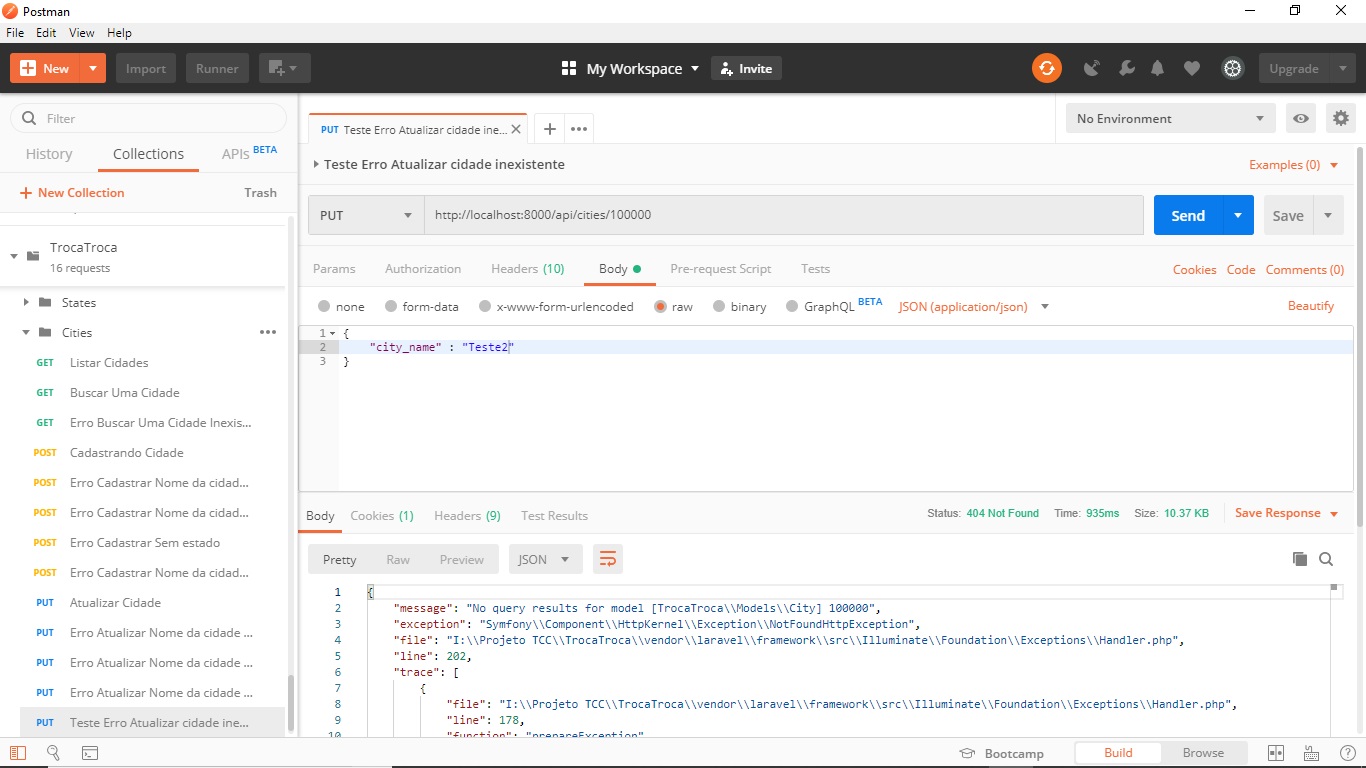 Postman
File Edit View Help
New Import Runner My Workspace Invite Upgrade
Filter
History Collections APIs BETA
New Collection Trash
TrocaTroca
16 requests
States
Cities
GET Listar Cidades
GET Buscar Uma Cidade
GET Erro Buscar Uma Cidade Inexis...
POST Cadastrando Cidade
POST Erro Cadastrar Nome da cidad...
POST Erro Cadastrar Nome da cidad...
POST Erro Cadastrar Sem estado
POST Erro Cadastrar Nome da cidad...
PUT Atualizar Cidade
PUT Erro Atualizar Nome da cidade ...
PUT Erro Atualizar Nome da cidade ...
PUT Erro Atualizar Nome da cidade ...
PUT Teste Erro Atualizar cidade ine...
PUT Teste Erro Atualizar cidade ine...
No Environment
Teste Erro Atualizar cidade inexistente
Examples (0)
PUT http://localhost:8000/api/cities/100000 Send Save
Params Authorization Headers (10) Body Pre-request Script Tests Cookies Code Comments (0)
none form-data x-www-form-urlencoded raw binary GraphQL BETA JSON (application/json) Beautify
1 {
2 "city_name" : "Teste2"
3 }
Body Cookies (1) Headers (9) Test Results Status: 404 Not Found Time: 935ms Size: 10.37 KB Save Response
Pretty Raw Preview JSON
1 {
2 "message": "No query results for model [TrocaTroca\\Models\\City] 100000",
3 "exception": "Symfony\\Component\\HttpKernel\\Exception\\NotFoundHttpException",
4 "file": "I:\\Projeto TCC\\TrocaTroca\\vendor\\laravel\\framework\\src\\Illuminate\\Foundation\\Exceptions\\Handler.php",
5 "line": 202,
6 "trace": [
7 {
8 "file": "I:\\Projeto TCC\\TrocaTroca\\vendor\\laravel\\framework\\src\\Illuminate\\Foundation\\Exceptions\\Handler.php",
9 "line": 178,
10 "function": "prepareException"
Bootcamp Build Browse